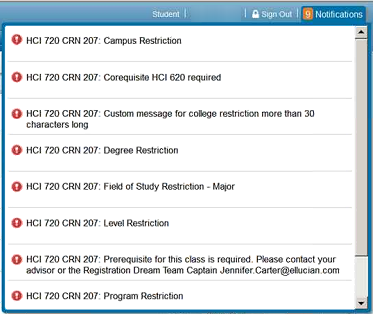 Student
Sign Out
9 Notifications
HCI 720 CRN 207: Campus Restriction
HCI 720 CRN 207: Corequisite HCI 620 required
HCI 720 CRN 207: Custom message for college restriction more than 30
characters long
HCI 720 CRN 207: Degree Restriction
HCI 720 CRN 207: Field of Study Restriction - Major
HCI 720 CRN 207: Level Restriction
HCI 720 CRN 207: Prerequisite for this class is required. Please contact your
advisor or the Registration Dream Team Captain Jennifer.Carter@ellucian.com
HCI 720 CRN 207: Program Restriction